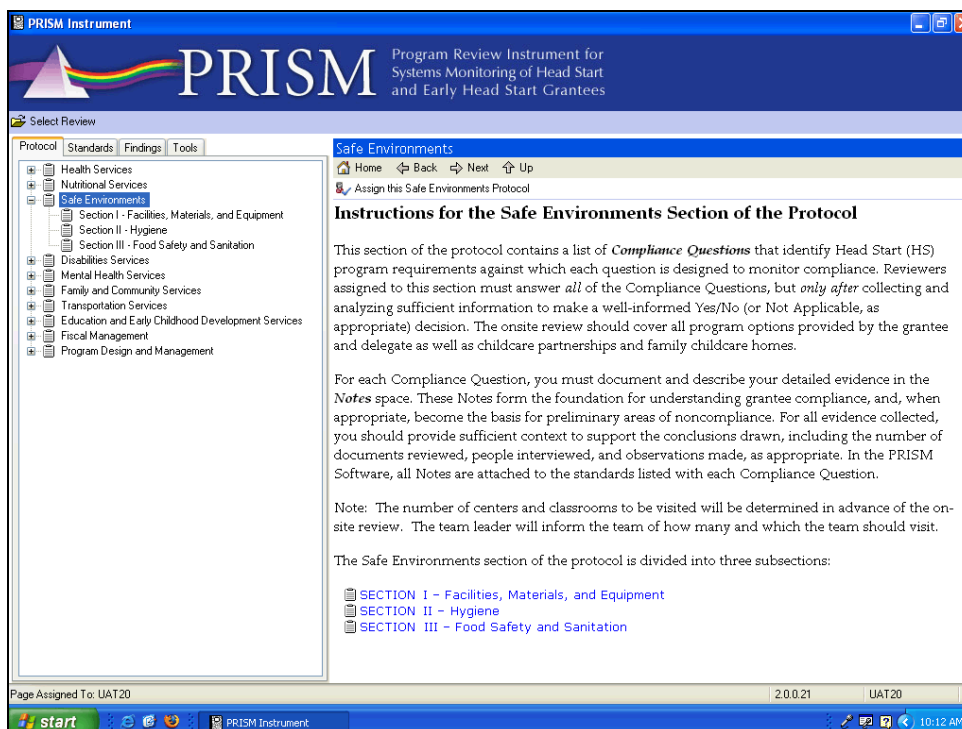 PRISM Instrument
PRISM
Program Review Instrument for
Systems Monitoring of Head Start
and Early Head Start Grantees
Select Review
Protocol Standards Findings Tools
Health Services
Nutritional Services
Safe Environments
Section I - Facilities, Materials, and Equipment
Section II - Hygiene
Section III - Food Safety and Sanitation
Disabilities Services
Mental Health Services
Family and Community Services
Transportation Services
Education and Early Childhood Development Services
Fiscal Management
Program Design and Management
Safe Environments
Home Back Next Up
Assign this Safe Environments Protocol
Instructions for the Safe Environments Section of the Protocol
This section of the protocol contains a list of Compliance Questions that identify Head Start (HS)
program requirements against which each question is designed to monitor compliance. Reviewers
assigned to this section must answer all of the Compliance Questions, but only after collecting and
analyzing sufficient information to make a well-informed Yes/No (or Not Applicable, as
appropriate) decision. The onsite review should cover all program options provided by the grantee
and delegate as well as childcare partnerships and family childcare homes.
For each Compliance Question, you must document and describe your detailed evidence in the
Notes space. These Notes form the foundation for understanding grantee compliance, and, when
appropriate, become the basis for preliminary areas of noncompliance. For all evidence collected,
you should provide sufficient context to support the conclusions drawn, including the number of
documents reviewed, people interviewed, and observations made, as appropriate. In the PRISM
Software, all Notes are attached to the standards listed with each Compliance Question.
Note: The number of centers and classrooms to be visited will be determined in advance of the on-
site review. The team leader will inform the team of how many and which the team should visit.
The Safe Environments section of the protocol is divided into three subsections:
SECTION I – Facilities, Materials, and Equipment
SECTION II – Hygiene
SECTION III – Food Safety and Sanitation
Page Assigned To: UAT20 2.0.0.21 UAT20
start PRISM Instrument 10:12 AM